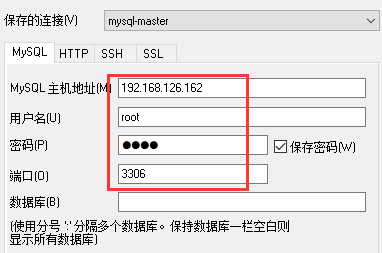 保存的连接(V) mysql-master
MySQL HTTP SSH SSL
MySQL 主机地址(M) 192.168.126.162
用户名(U) root
密码(P) ●●●● 保存密码(W)
端口(O) 3306
数据库(B)
(使用分号 ';' 分隔多个数据库。保持数据库一栏空白则
显示所有数据库)